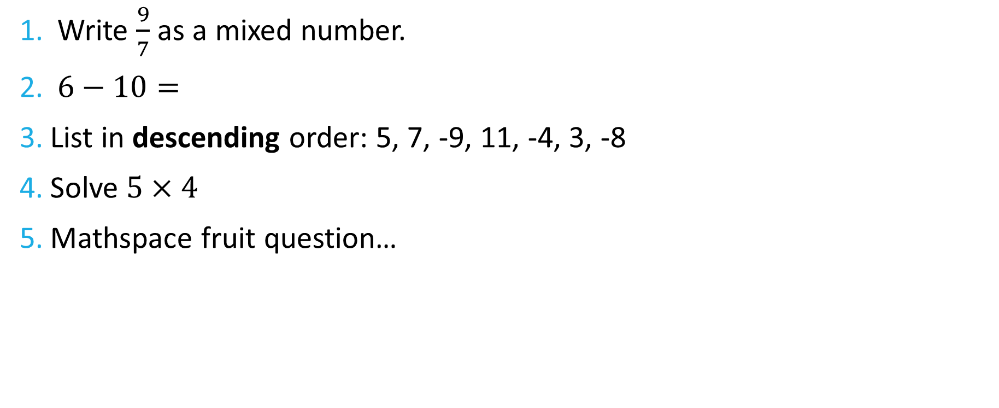 1. Write 9/7 as a mixed number.
2. 6 − 10 =
3. List in descending order: 5, 7, -9, 11, -4, 3, -8
4. Solve 5 × 4
5. Mathspace fruit question...